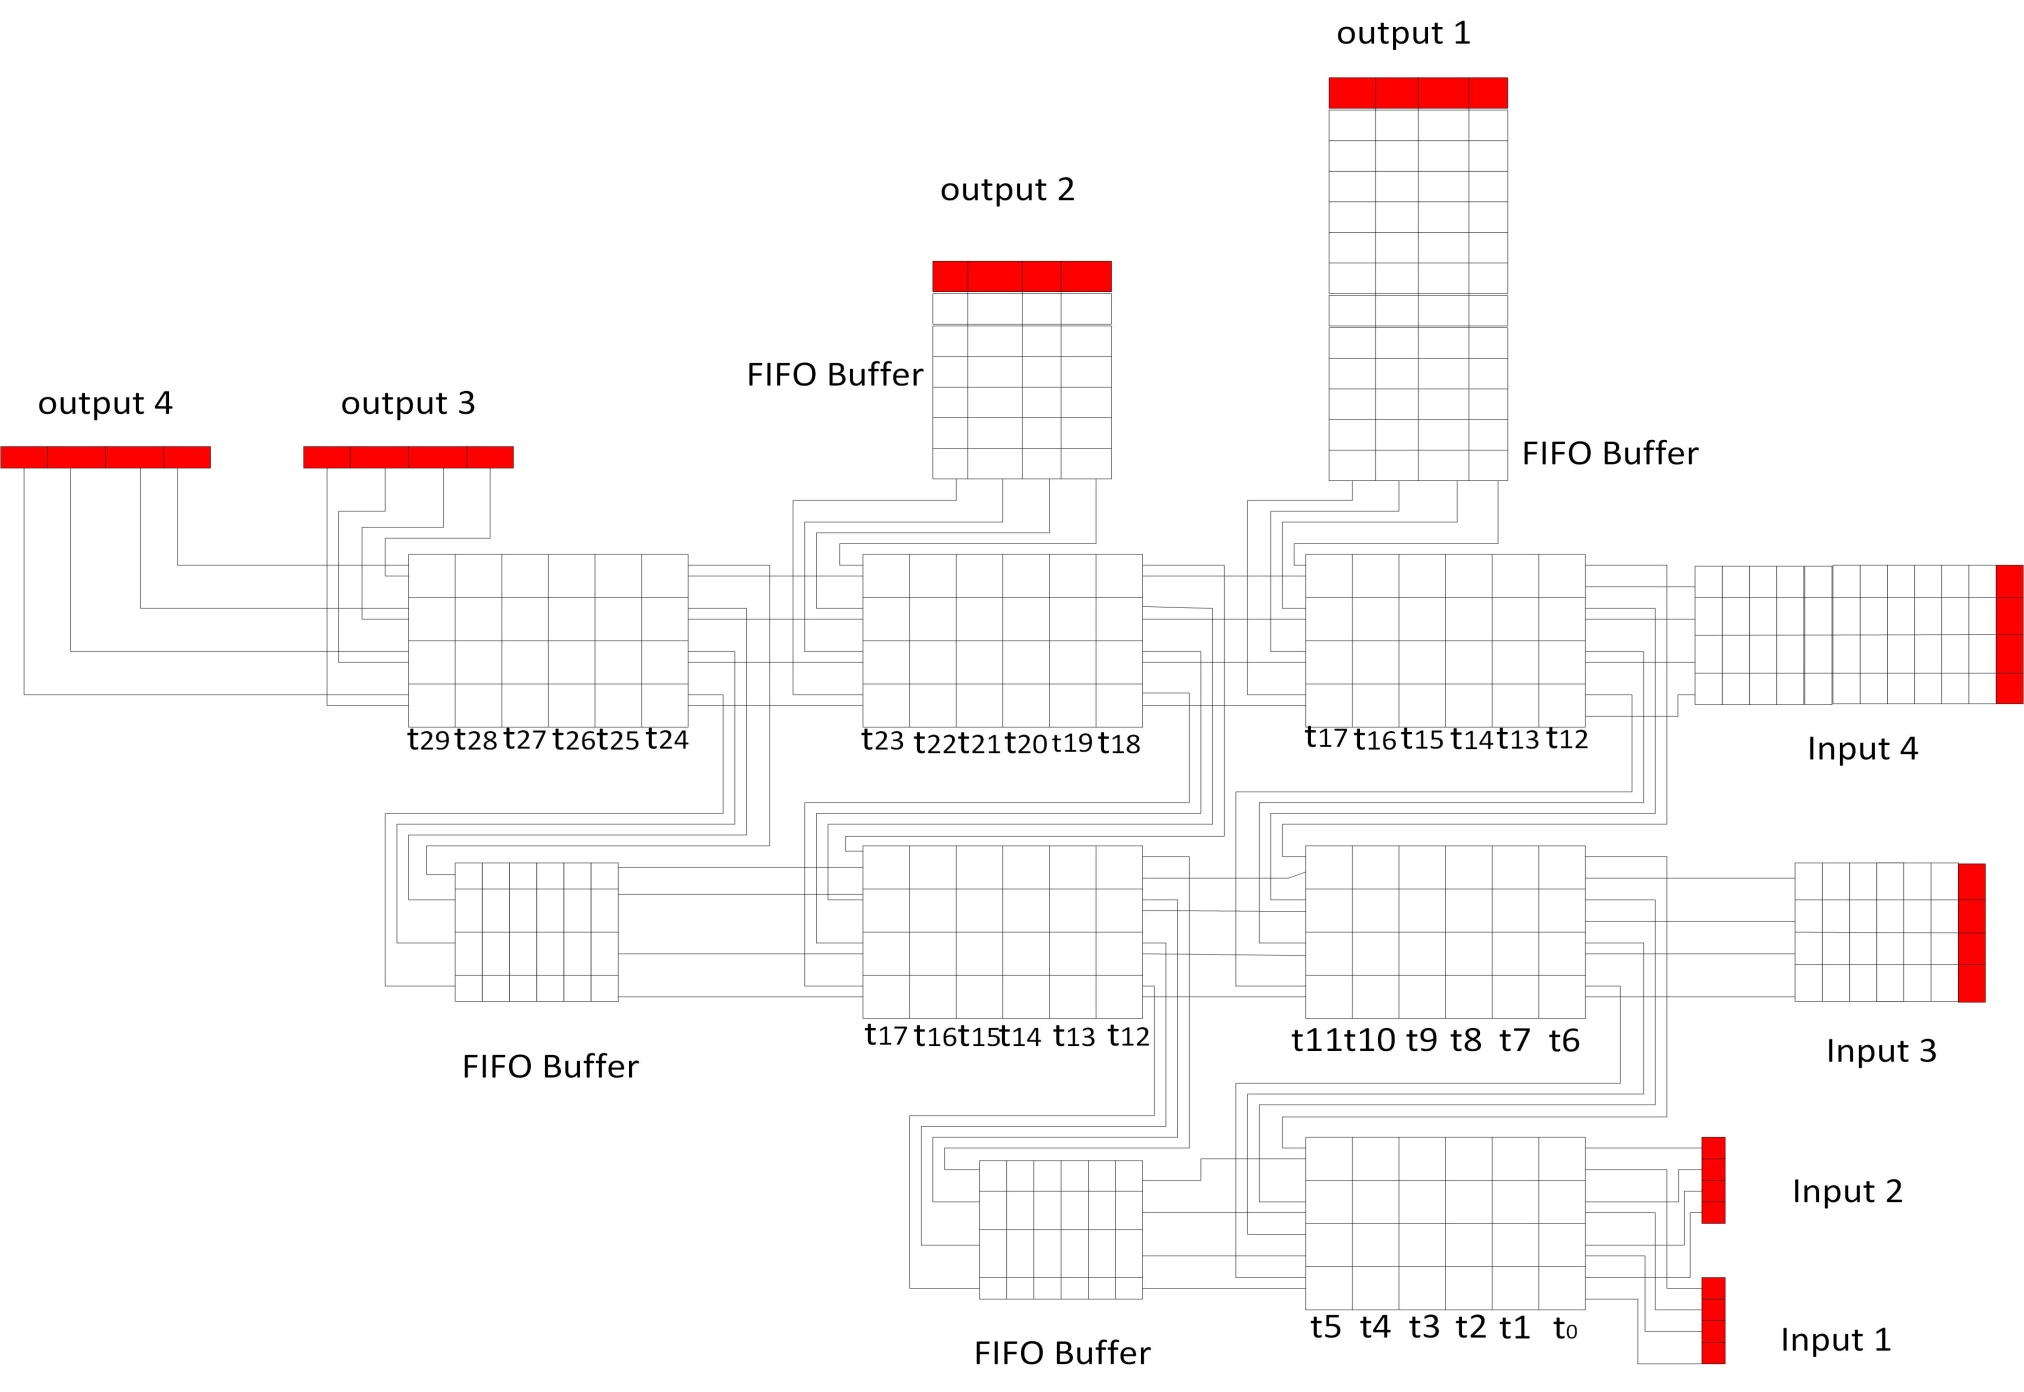 output 1
output 2
FIFO Buffer
output 4
output 3
FIFO Buffer
t29 t28 t27 t26 t25 t24
t23 t22 t21 t20 t19 t18
t17 t16 t15 t14 t13 t12
Input 4
t17 t16 t15 t14 t13 t12
t11 t10 t9 t8 t7 t6
Input 3
FIFO Buffer
Input 2
t5 t4 t3 t2 t1 t0
Input 1
FIFO Buffer